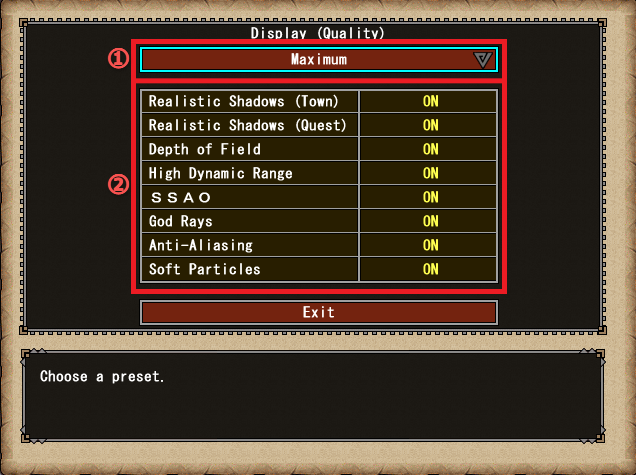 Display (Quality)
① Maximum
②
Realistic Shadows (Town) ON
Realistic Shadows (Quest) ON
Depth of Field ON
High Dynamic Range ON
ＳＳＡＯ ON
God Rays ON
Anti-Aliasing ON
Soft Particles ON
Exit
Choose a preset.